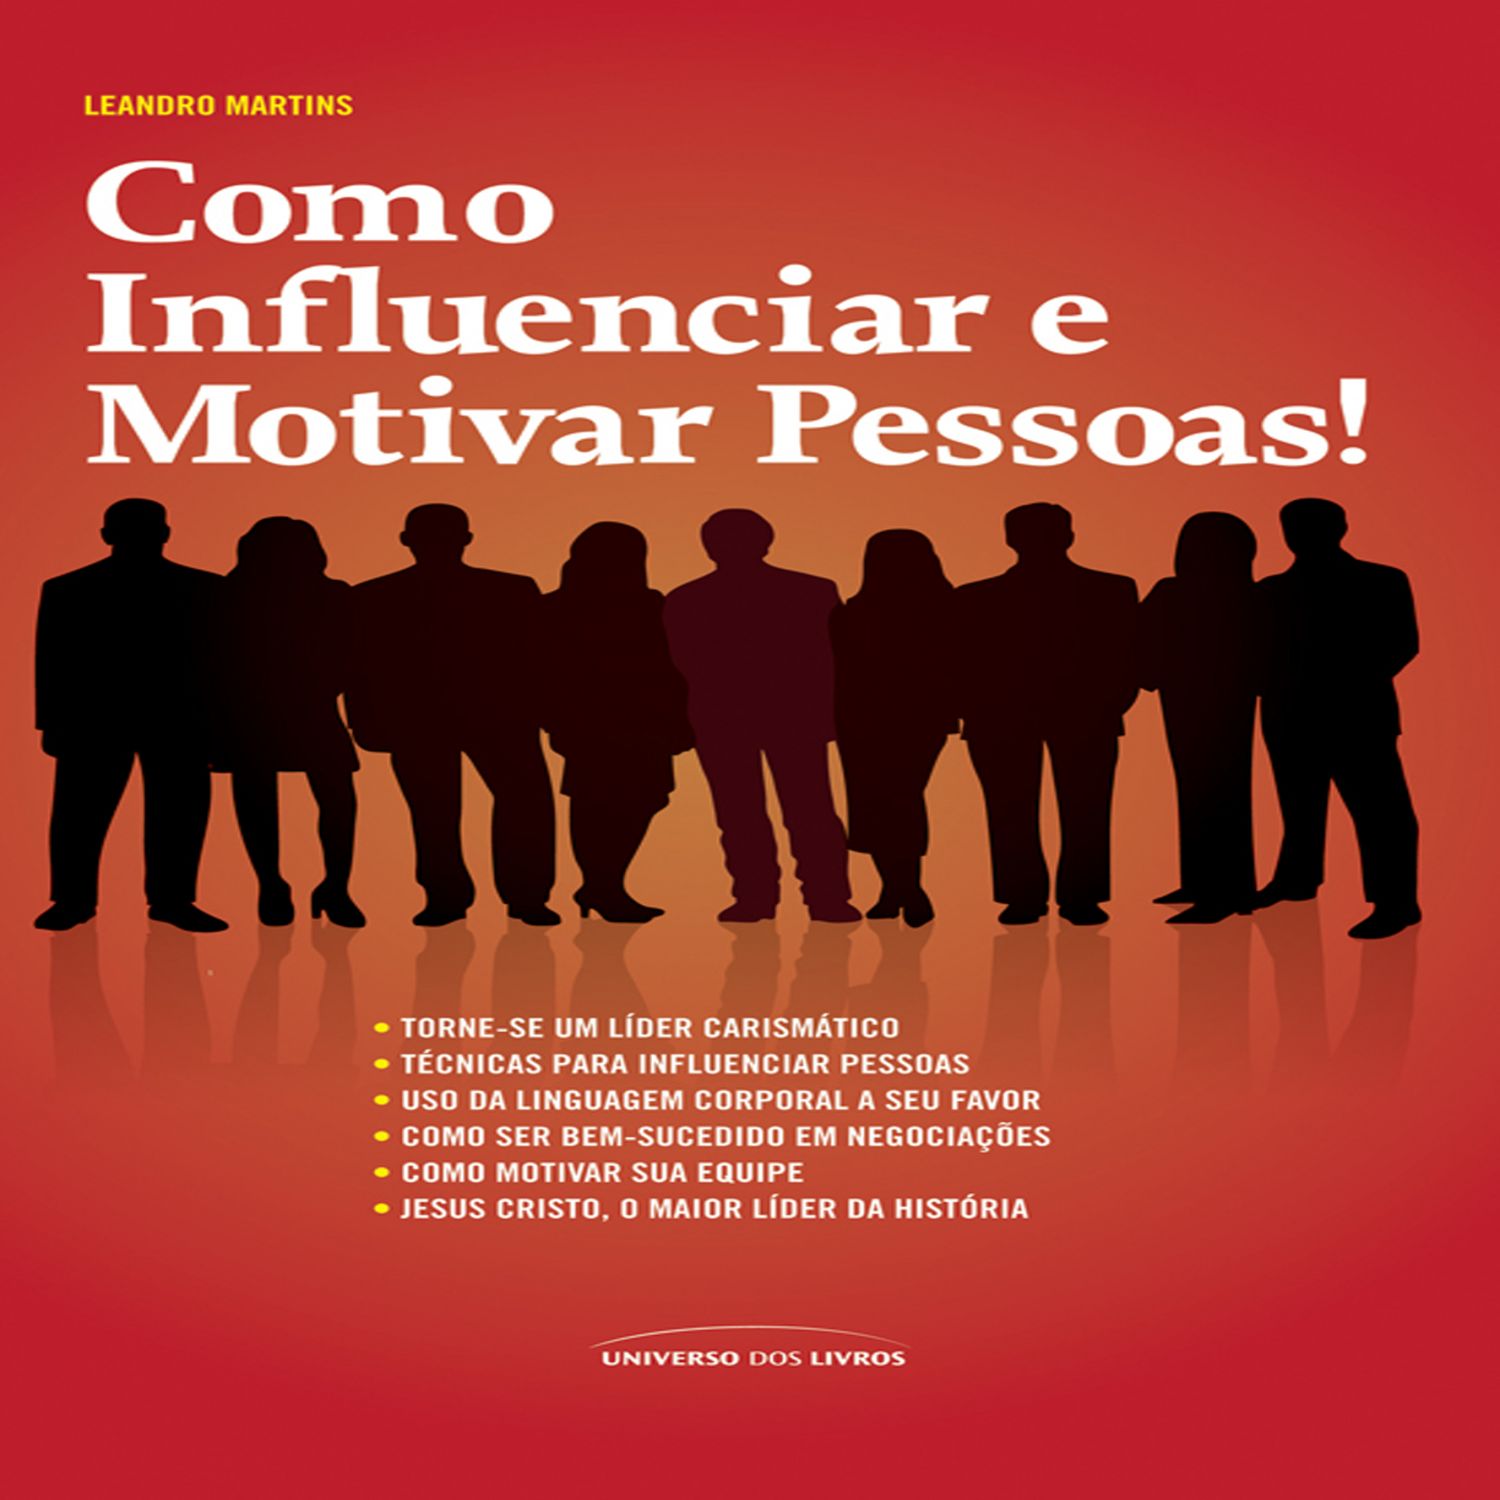 LEANDRO MARTINS
Como
Influenciar e
Motivar Pessoas!
• TORNE-SE UM LÍDER CARISMÁTICO
• TÉCNICAS PARA INFLUENCIAR PESSOAS
• USO DA LINGUAGEM CORPORAL A SEU FAVOR
• COMO SER BEM-SUCEDIDO EM NEGOCIAÇÕES
• COMO MOTIVAR SUA EQUIPE
• JESUS CRISTO, O MAIOR LÍDER DA HISTÓRIA
UNIVERSO DOS LIVROS